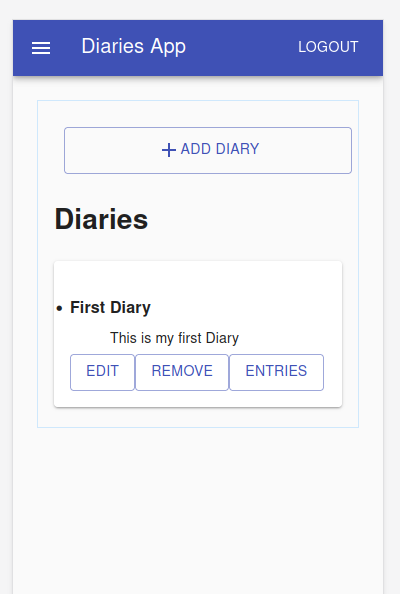 Diaries App LOGOUT
ADD DIARY
Diaries
First Diary
This is my first Diary
EDIT REMOVE ENTRIES